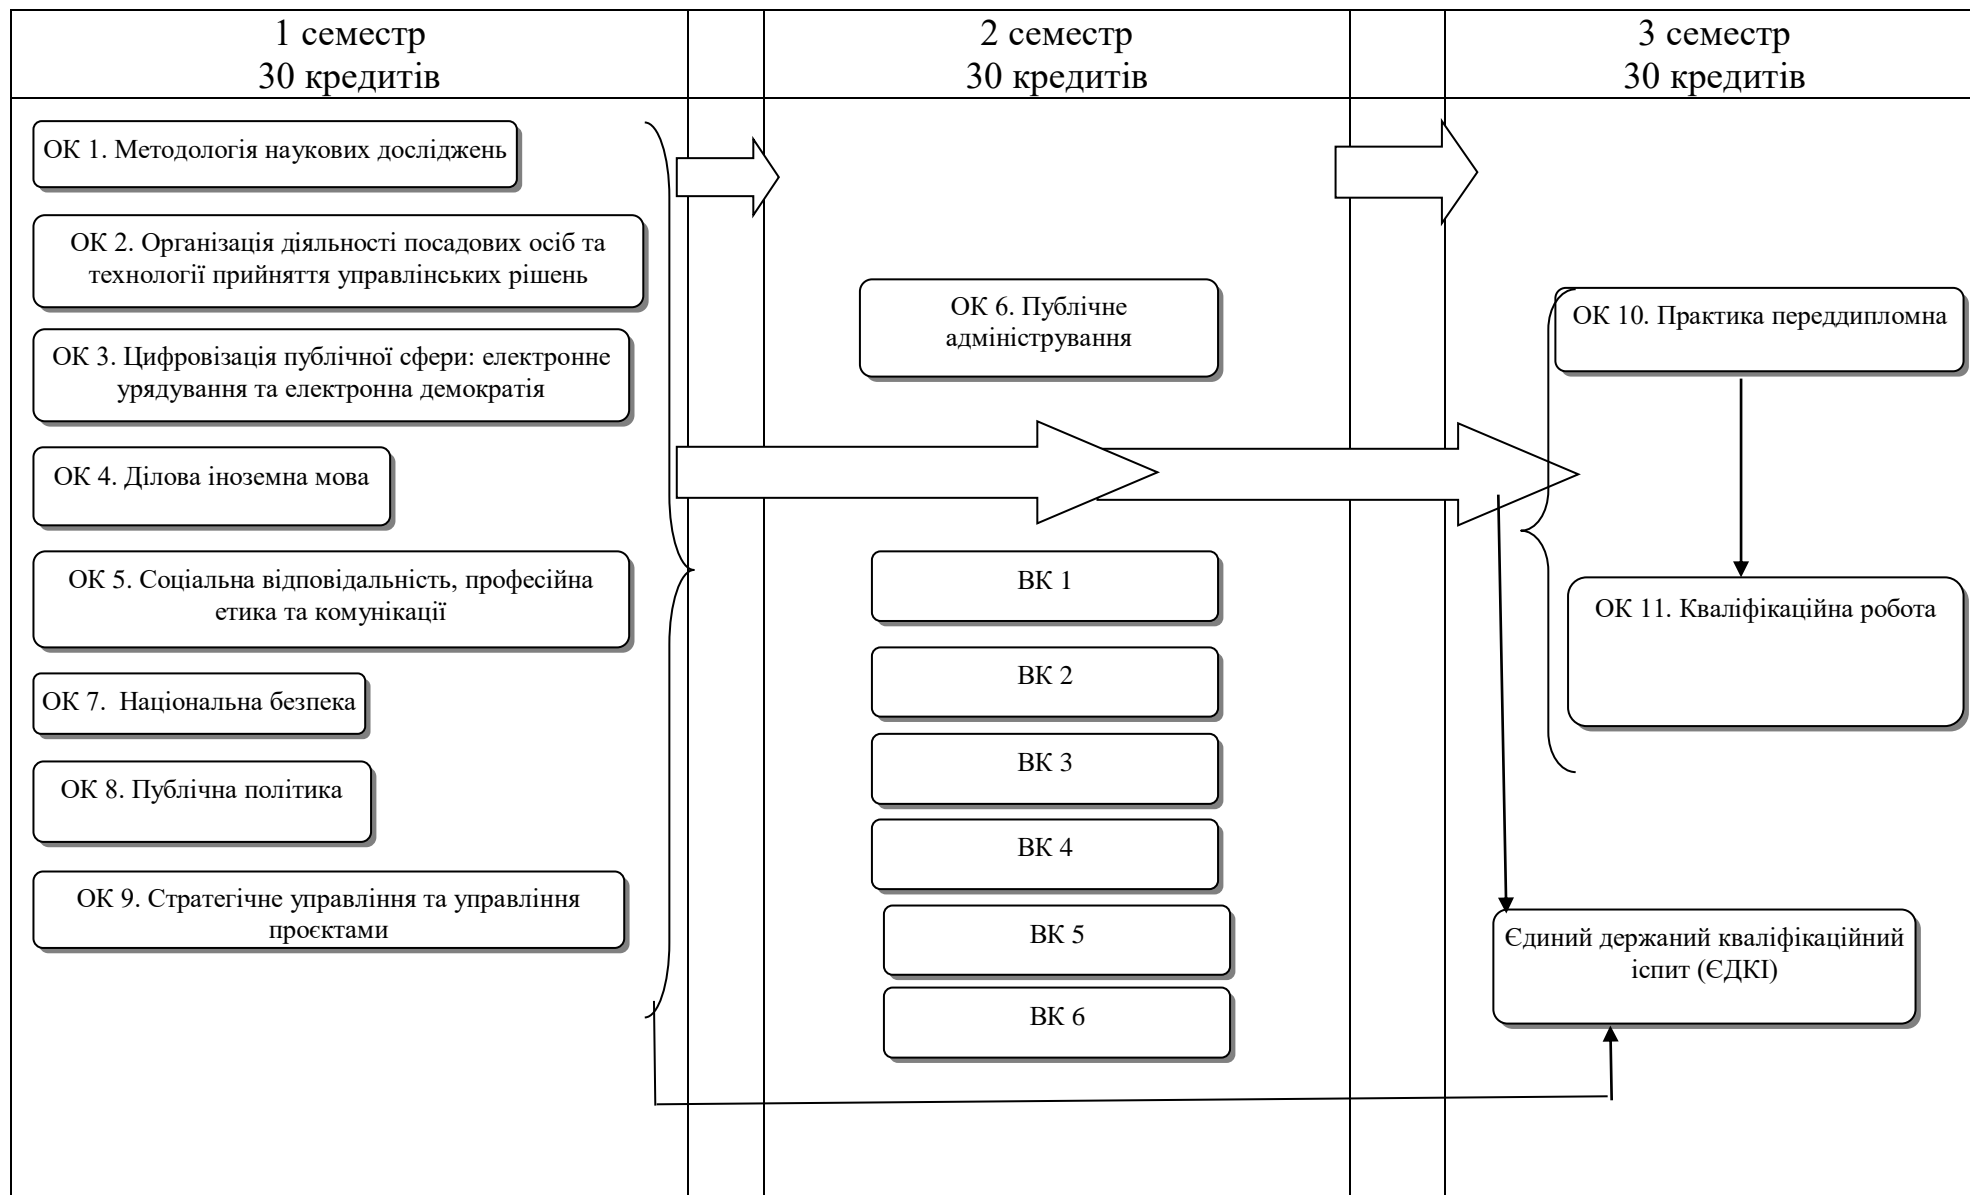 1 семестр
30 кредитів
2 семестр
30 кредитів
3 семестр
30 кредитів
ОК 1. Методологія наукових досліджень
ОК 2. Організація діяльності посадових осіб та
технології прийняття управлінських рішень
ОК 3. Цифровізація публічної сфери: електронне
урядування та електронна демократія
ОК 4. Ділова іноземна мова
ОК 5. Соціальна відповідальність, професійна
етика та комунікації
ОК 7.  Національна безпека
ОК 8. Публічна політика
ОК 9. Стратегічне управління та управління
проєктами
ОК 6. Публічне
адміністрування
ВК 1
ВК 2
ВК 3
ВК 4
ВК 5
ВК 6
ОК 10. Практика переддипломна
ОК 11. Кваліфікаційна робота
Єдиний держаний кваліфікаційний
іспит (ЄДКІ)